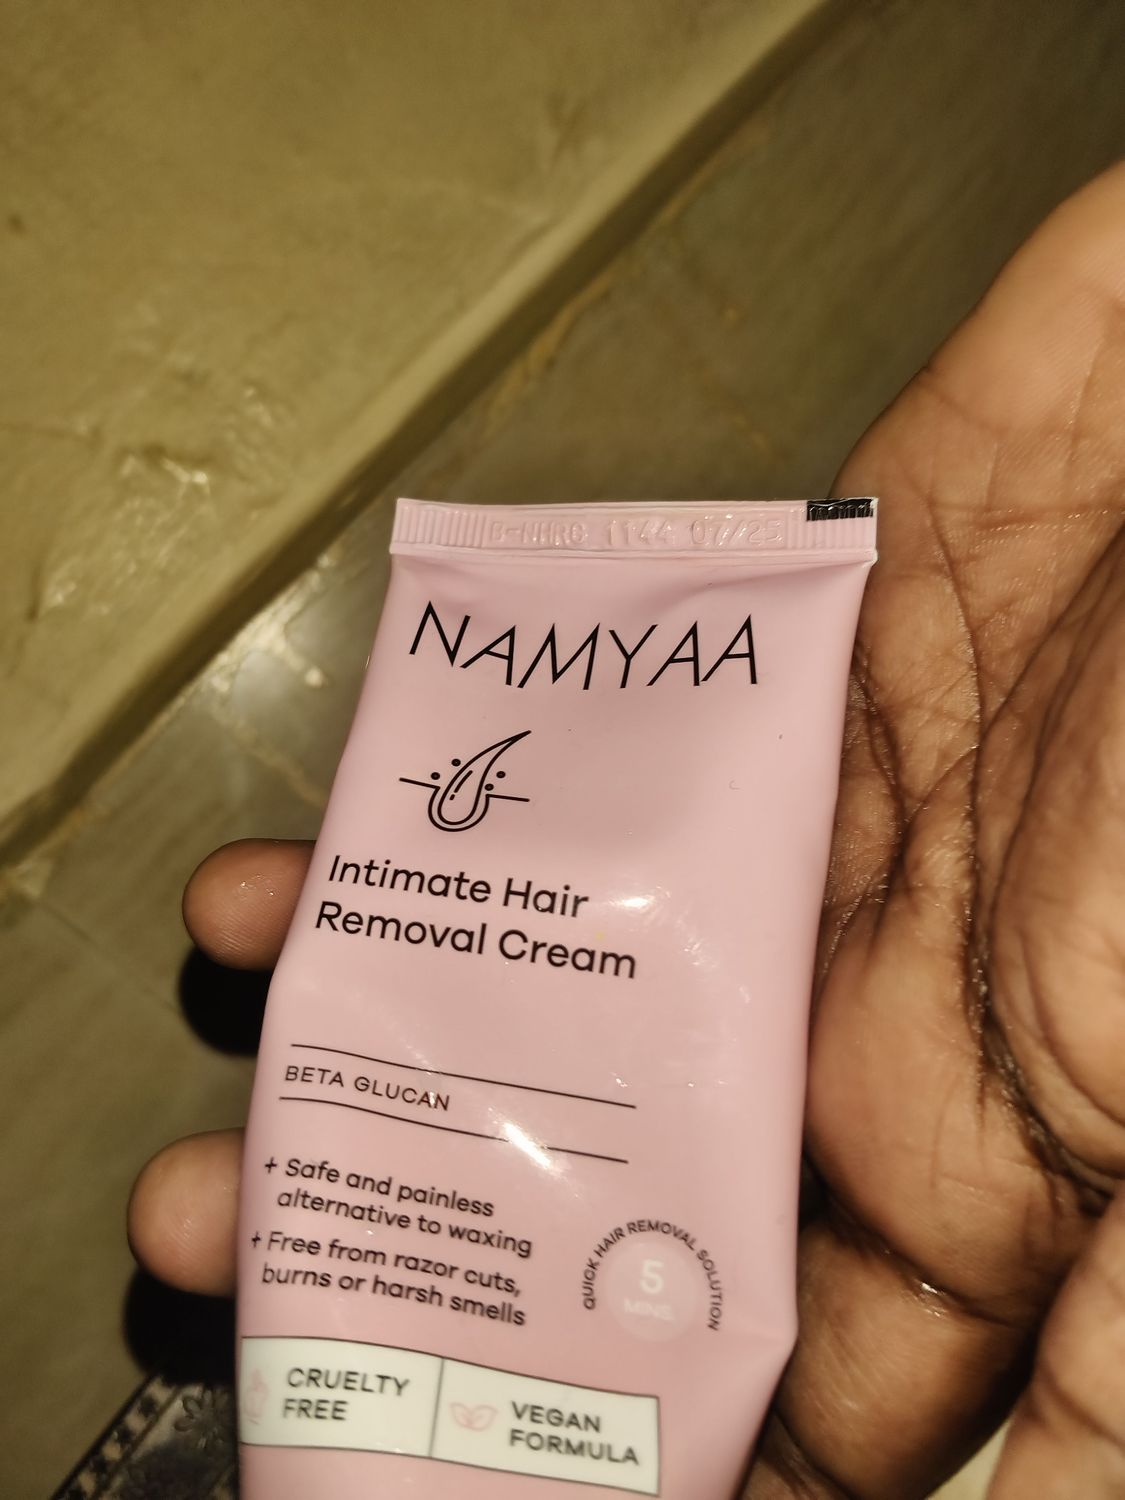 B-NHRC 1144 07/25
NAMYAA
Intimate Hair
Removal Cream
BETA GLUCAN
+ Safe and painless
alternative to waxing
+ Free from razor cuts,
burns or harsh smells
QUICK HAIR REMOVAL SOLUTION
5
MINS.
CRUELTY
FREE
VEGAN
FORMULA